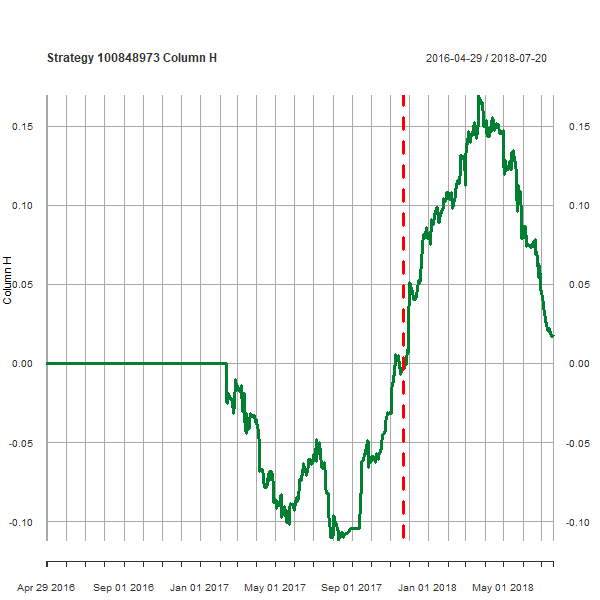 Strategy 100848973 Column H
2016-04-29 / 2018-07-20
0.15 0.15
0.10 0.10
0.05 0.05
0.00 0.00
-0.05 -0.05
-0.10 -0.10
Column H
Apr 29 2016 Sep 01 2016 Jan 01 2017 May 01 2017 Sep 01 2017 Jan 01 2018 May 01 2018